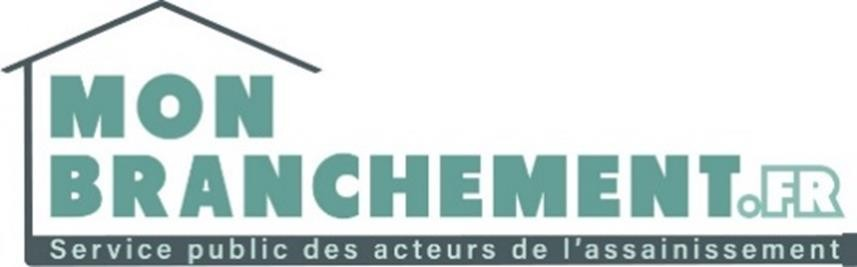 MON
BRANCHEMENT.FR
Service public des acteurs de l'assainissement